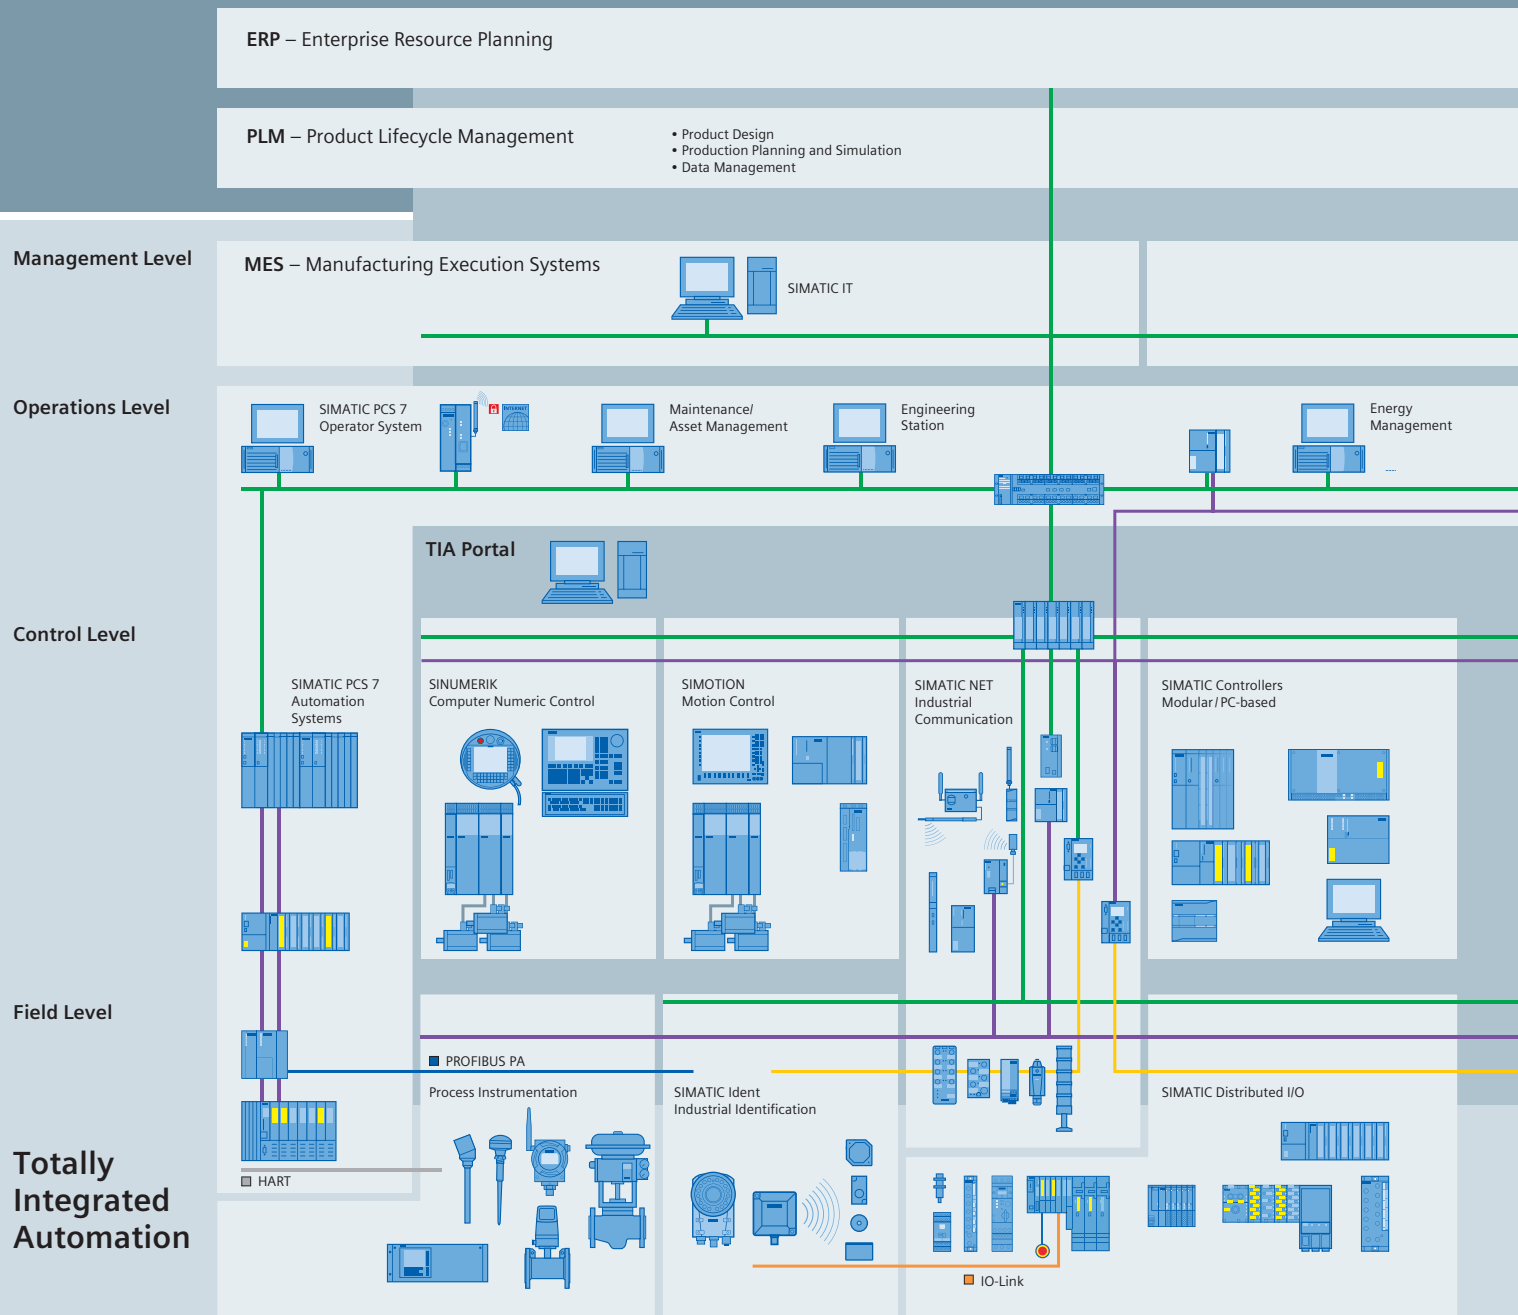 ERP – Enterprise Resource Planning
PLM – Product Lifecycle Management
• Product Design
• Production Planning and Simulation
• Data Management
Management Level
MES – Manufacturing Execution Systems
SIMATIC IT
Operations Level
SIMATIC PCS 7
Operator System
INTERNET
Maintenance/
Asset Management
Engineering
Station
Energy
Management
TIA Portal
Control Level
SIMATIC PCS 7
Automation
Systems
SINUMERIK
Computer Numeric Control
SIMOTION
Motion Control
SIMATIC NET
Industrial
Communication
SIMATIC Controllers
Modular/PC-based
Field Level
PROFIBUS PA
Process Instrumentation
SIMATIC Ident
Industrial Identification
SIMATIC Distributed I/O
HART
IO-Link
Totally
Integrated
Automation